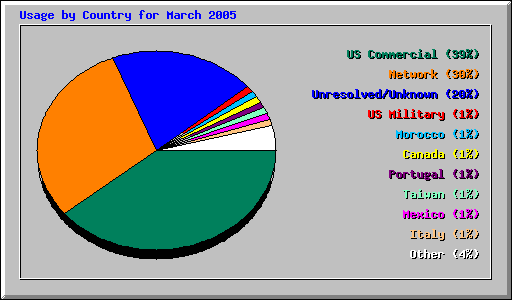 Usage by Country for March 2005
US Commercial (39%)
Network (30%)
Unresolved/Unknown (20%)
US Military (1%)
Morocco (1%)
Canada (1%)
Portugal (1%)
Taiwan (1%)
Mexico (1%)
Italy (1%)
Other (4%)